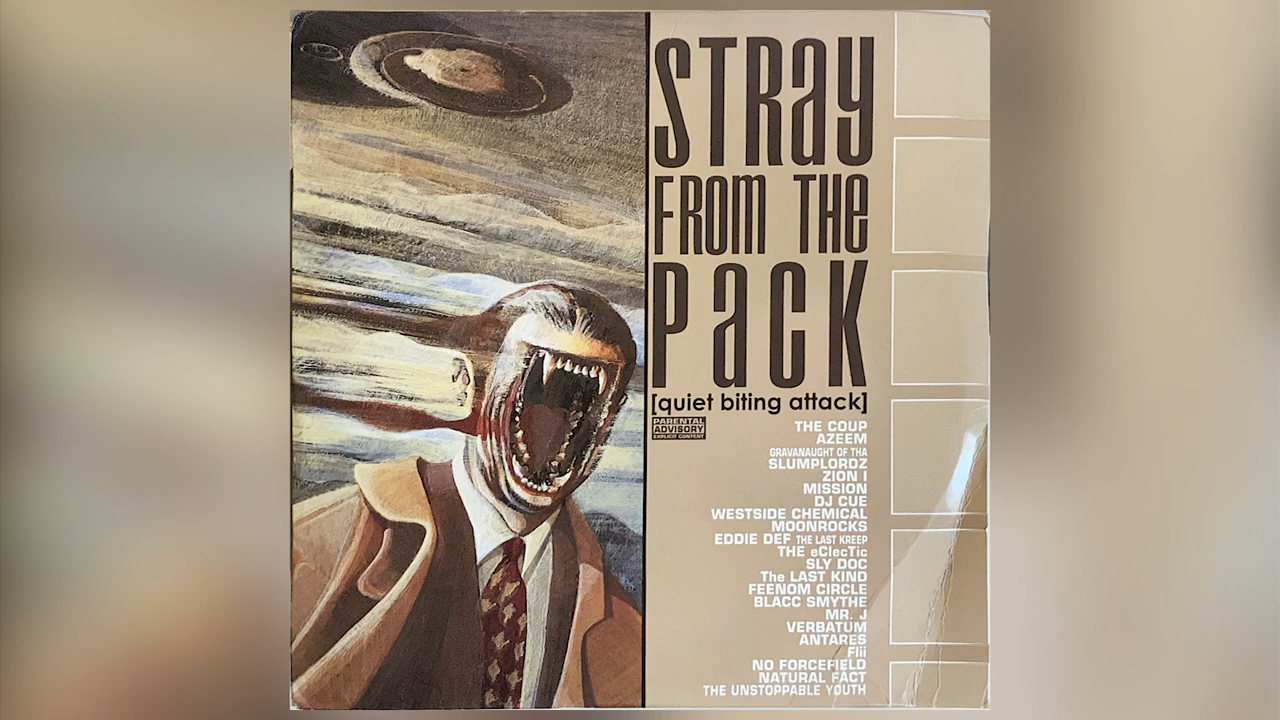 STRay
FROM THE
PaCK
[quiet biting attack]
PARENTAL
ADVISORY
EXPLICIT CONTENT
THE COUP
AZEEM
GRAVANAUGHT OF THA
SLUMPLORDZ
ZION I
MISSION
DJ CUE
WESTSIDE CHEMICAL
MOONROCKS
EDDIE DEF THE LAST KREEP
THE eClecTic
SLY DOC
The LAST KIND
FEENOM CIRCLE
BLACC SMYTHE
MR. J
VERBATUM
ANTARES
Flii
NO FORCEFIELD
NATURAL FACT
THE UNSTOPPABLE YOUTH